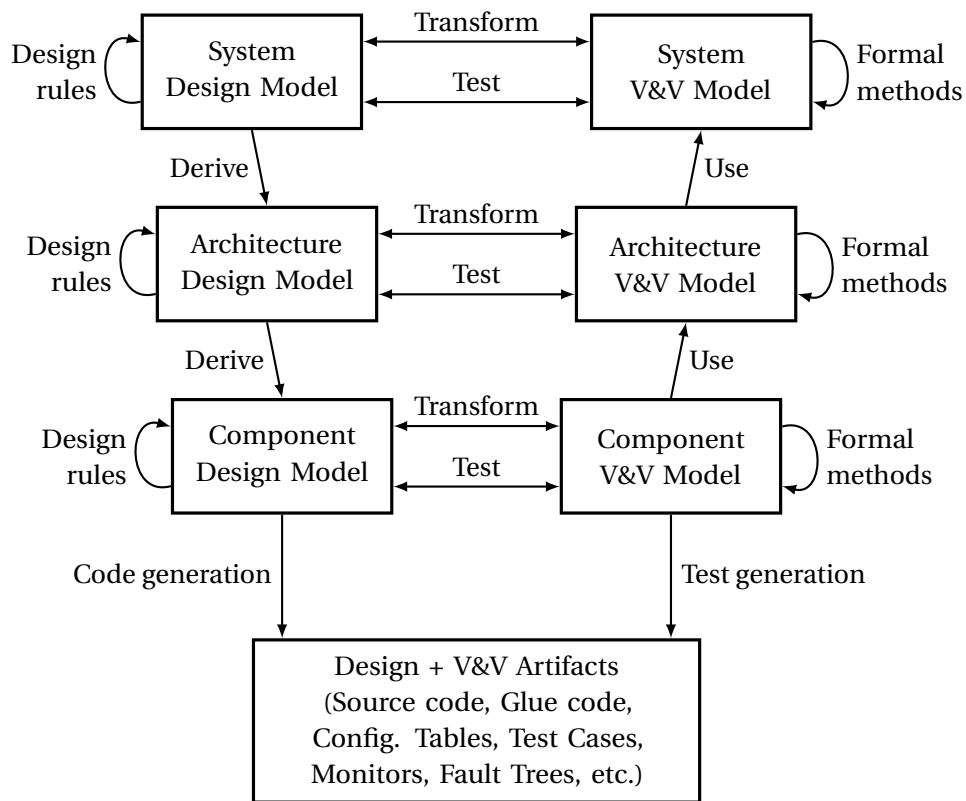 Design
rules
System
Design Model
Transform
Test
System
V&V Model
Formal
methods
Derive
Use
Design
rules
Architecture
Design Model
Transform
Test
Architecture
V&V Model
Formal
methods
Derive
Use
Design
rules
Component
Design Model
Transform
Test
Component
V&V Model
Formal
methods
Code generation
Test generation
Design + V&V Artifacts
(Source code, Glue code,
Config. Tables, Test Cases,
Monitors, Fault Trees, etc.)